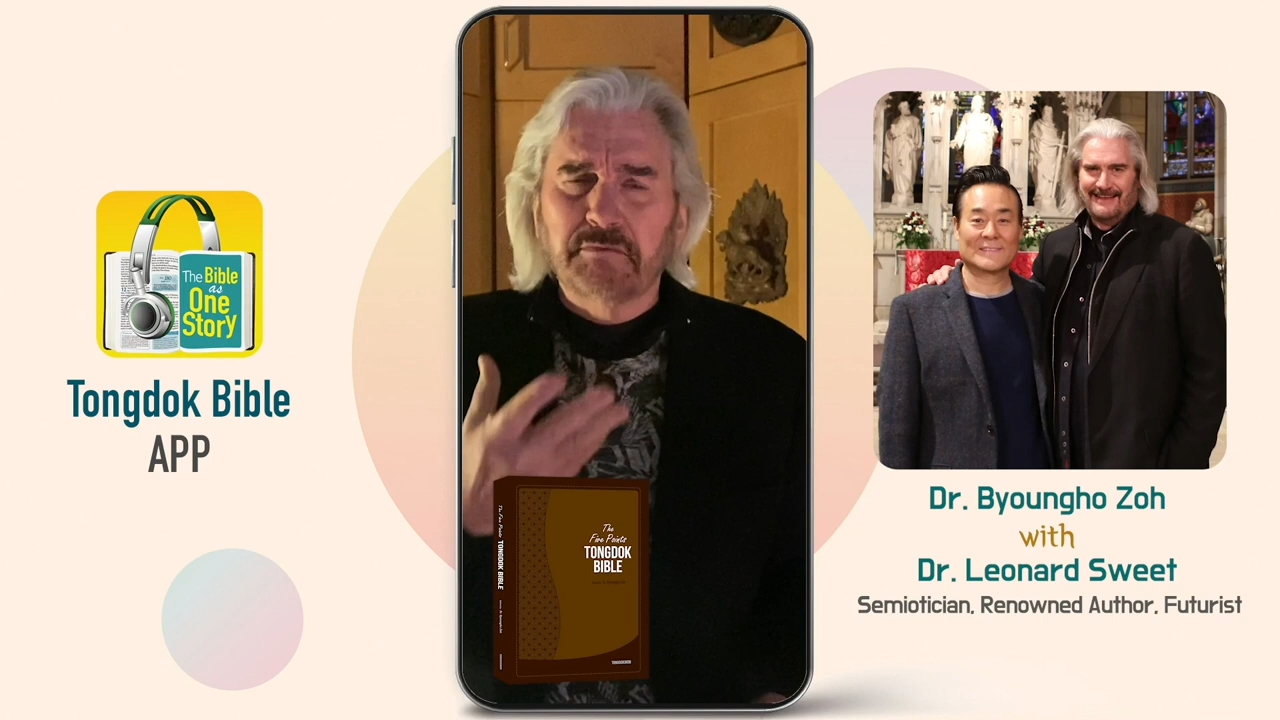 The Bible
as
One
Story
Tongdok Bible
APP
The
Five Points
TONGDOK
BIBLE
The Five Points TONGDOK BIBLE
Dr. Byoungho Zoh
with
Dr. Leonard Sweet
Semiotician, Renowned Author, Futurist